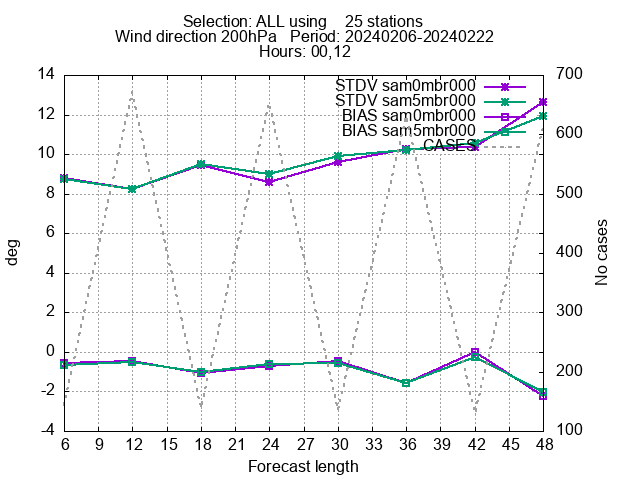 Selection: ALL using    25 stations
Wind direction 200hPa   Period: 20240206-20240222
Hours: 00,12
STDV sam0mbr000
STDV sam5mbr000
BIAS sam0mbr000
BIAS sam5mbr000
CASES
14
12
10
8
6
4
2
0
-2
-4
deg
700
600
500
400
300
200
100
No cases
6 9 12 15 18 21 24 27 30 33 36 39 42 45 48
Forecast length